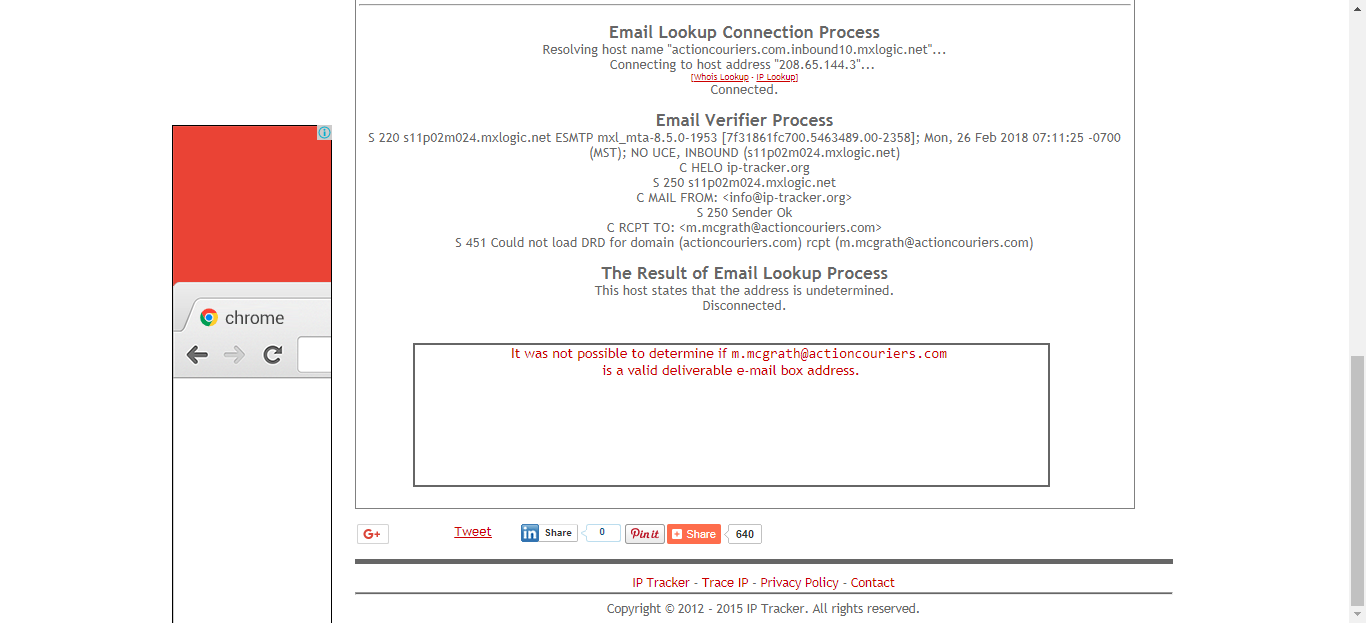 Email Lookup Connection Process
Resolving host name "actioncouriers.com.inbound10.mxlogic.net"...
Connecting to host address "208.65.144.3"...
[Whois Lookup - IP Lookup]
Connected.
Email Verifier Process
S 220 s11p02m024.mxlogic.net ESMTP mxl_mta-8.5.0-1953 [7f31861fc700.5463489.00-2358]; Mon, 26 Feb 2018 07:11:25 -0700
(MST); NO UCE, INBOUND (s11p02m024.mxlogic.net)
C HELO ip-tracker.org
S 250 s11p02m024.mxlogic.net
C MAIL FROM: <info@ip-tracker.org>
S 250 Sender Ok
C RCPT TO: <m.mcgrath@actioncouriers.com>
S 451 Could not load DRD for domain (actioncouriers.com) rcpt (m.mcgrath@actioncouriers.com)
The Result of Email Lookup Process
This host states that the address is undetermined.
Disconnected.
chrome
It was not possible to determine if m.mcgrath@actioncouriers.com
is a valid deliverable e-mail box address.
G+ Tweet in Share 0 Pin it Share 640
IP Tracker - Trace IP - Privacy Policy - Contact
Copyright © 2012 - 2015 IP Tracker. All rights reserved.